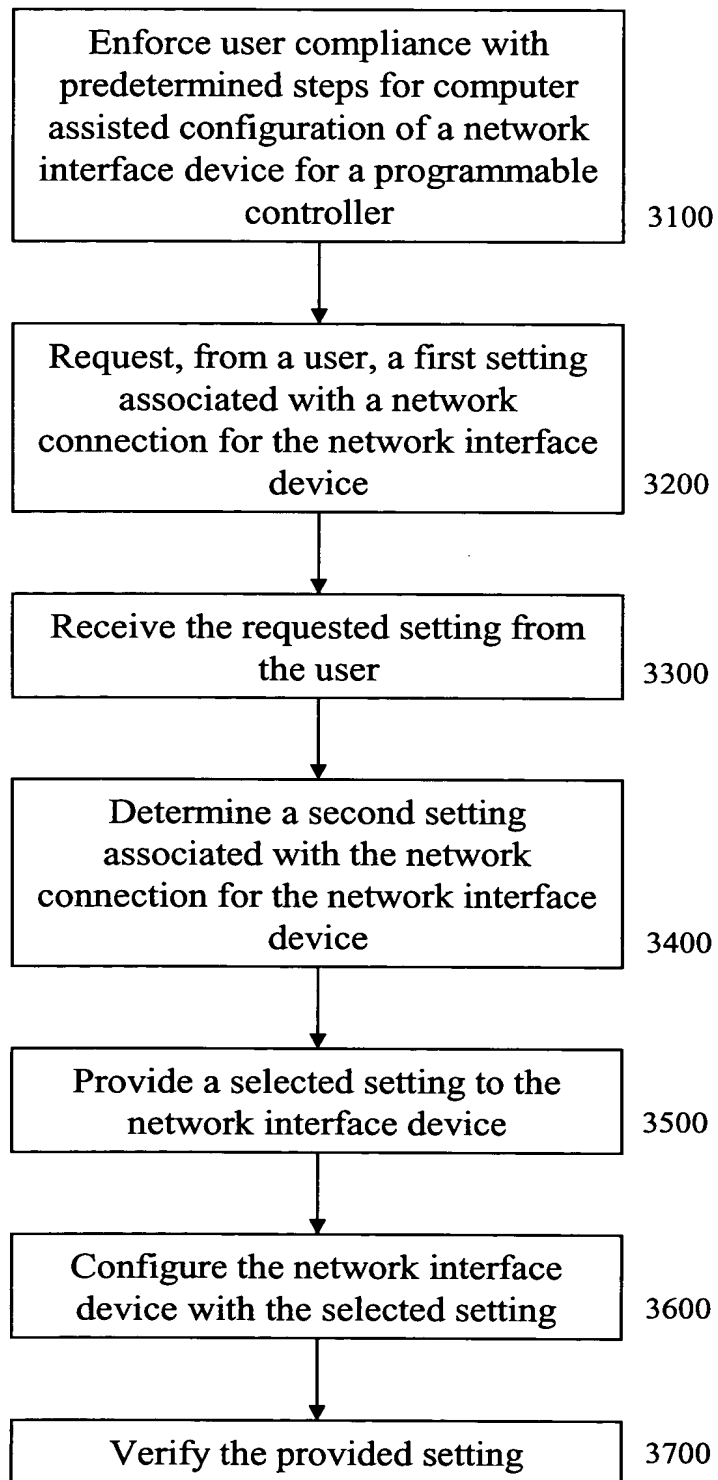 Enforce user compliance with
predetermined steps for computer
assisted configuration of a network
interface device for a programmable
controller
3100
Request, from a user, a first setting
associated with a network
connection for the network interface
device
3200
Receive the requested setting from
the user
3300
Determine a second setting
associated with the network
connection for the network interface
device
3400
Provide a selected setting to the
network interface device
3500
Configure the network interface
device with the selected setting
3600
Verify the provided setting
3700